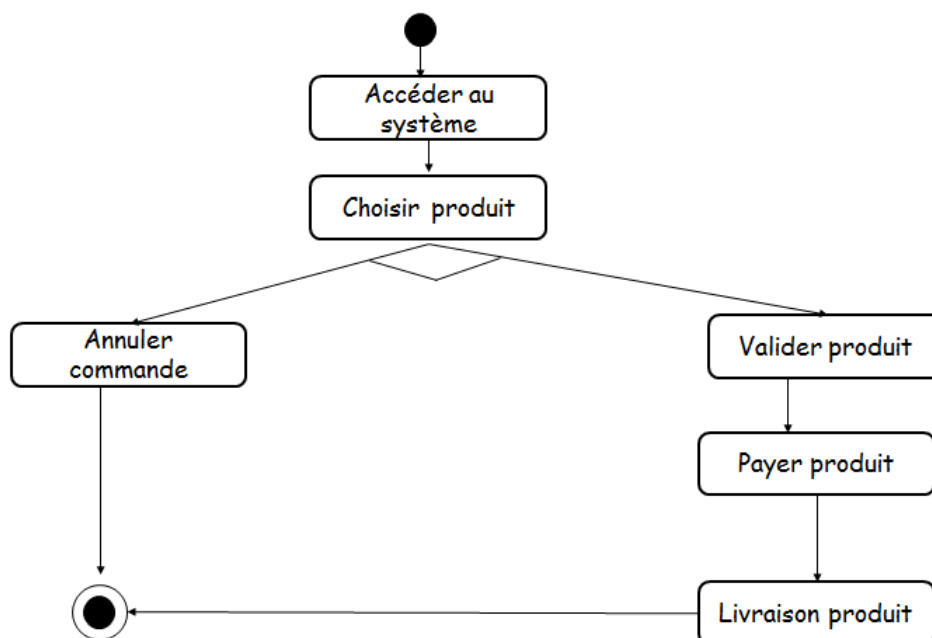 Accéder au
système
Choisir produit
Annuler
commande
Valider produit
Payer produit
Livraison produit